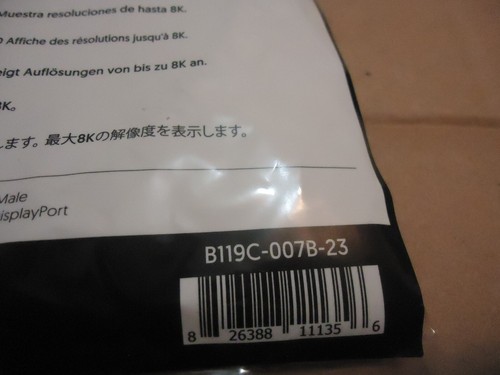 Muestra resoluciones de hasta 8K.
Affiche des résolutions jusqu'à 8K.
eigt Auflösungen von bis zu 8K an.
8K。
します。最大8Kの解像度を表示します。
Male
DisplayPort
B119C-007B-23
8 26388 11135 6